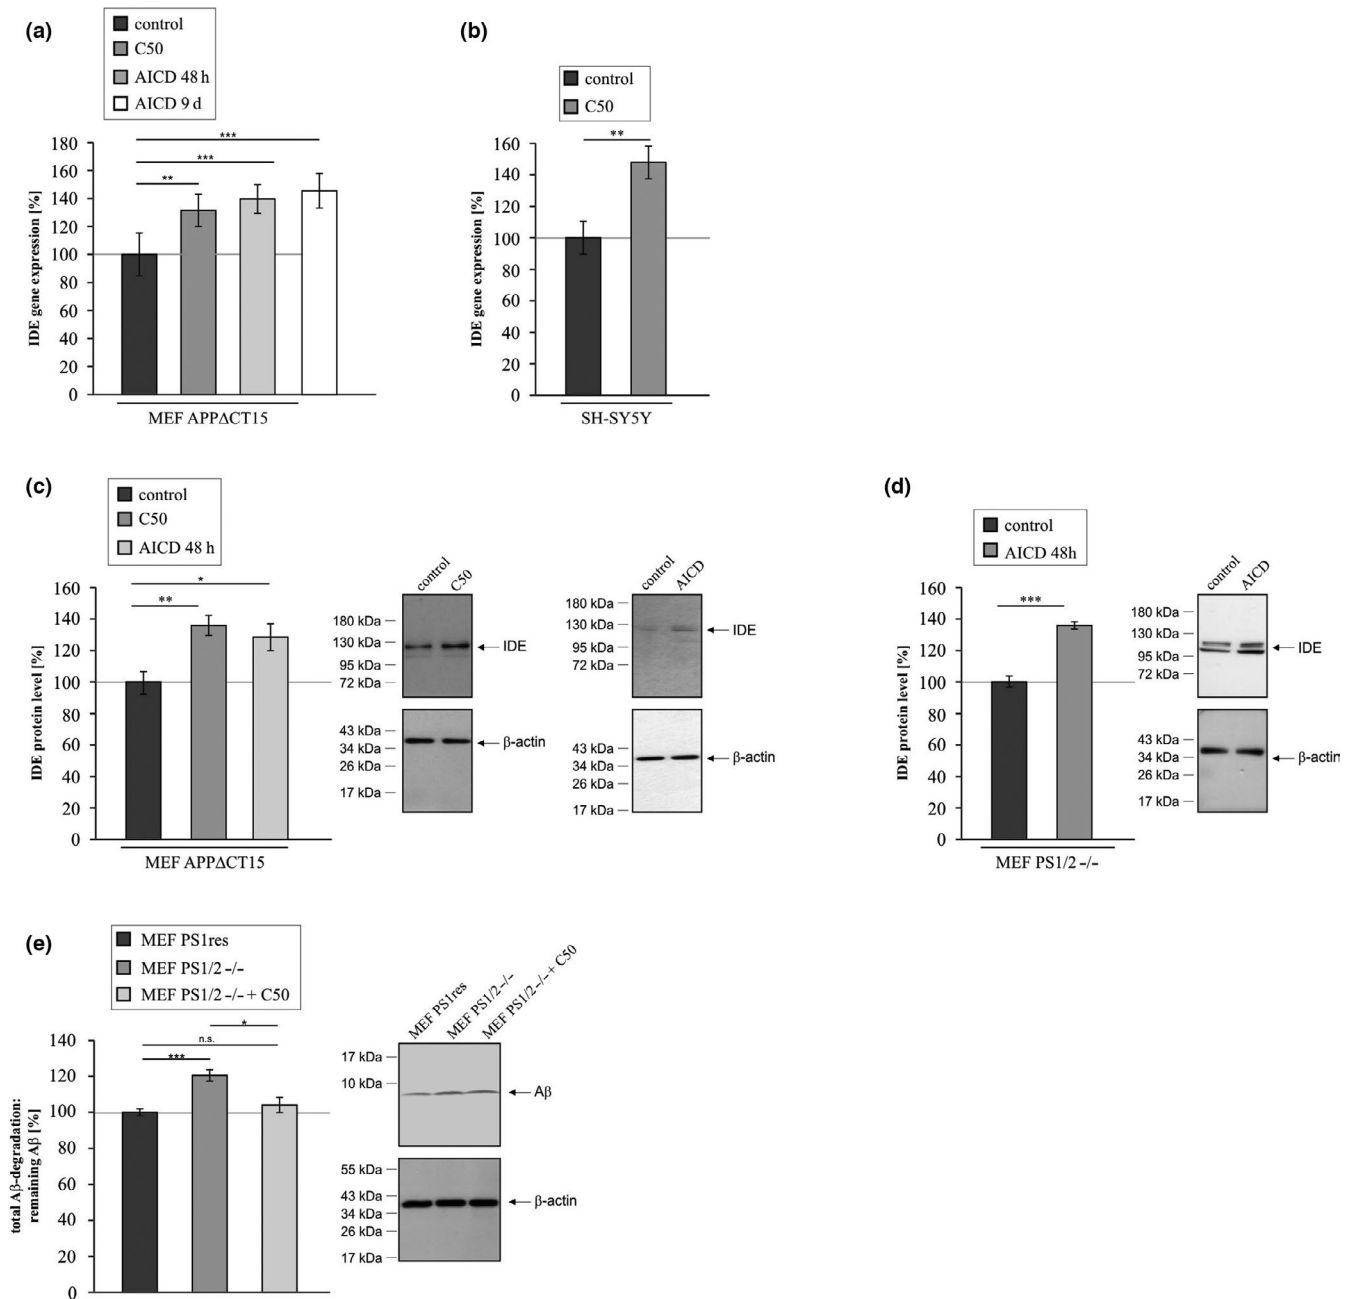 (a)
control
C50
AICD 48 h
AICD 9 d
IDE gene expression [%]
180
160
140
120
100
80
60
40
20
0
**
***
***
MEF APPΔCT15
(b)
control
C50
IDE gene expression [%]
160
140
120
100
80
60
40
20
0
**
SH-SY5Y
(c)
control
C50
AICD 48 h
IDE protein level [%]
160
140
120
100
80
60
40
20
0
*
**
MEF APPΔCT15
control
C50
180 kDa
130 kDa
95 kDa
72 kDa
IDE
43 kDa
34 kDa
26 kDa
17 kDa
β-actin
control
AICD
180 kDa
130 kDa
95 kDa
72 kDa
IDE
43 kDa
34 kDa
26 kDa
17 kDa
β-actin
(d)
control
AICD 48h
IDE protein level [%]
160
140
120
100
80
60
40
20
0
***
MEF PS1/2 -/-
control
AICD
180 kDa
130 kDa
95 kDa
72 kDa
IDE
43 kDa
34 kDa
26 kDa
17 kDa
β-actin
(e)
MEF PS1res
MEF PS1/2 -/-
MEF PS1/2 -/- + C50
total Aβ-degradation:
remaining Aβ [%]
140
120
100
80
60
40
20
0
*
n.s.
***
MEF PS1res
MEF PS1/2 -/-
MEF PS1/2 -/- + C50
17 kDa
10 kDa
Aβ
55 kDa
43 kDa
34 kDa
26 kDa
17 kDa
β-actin